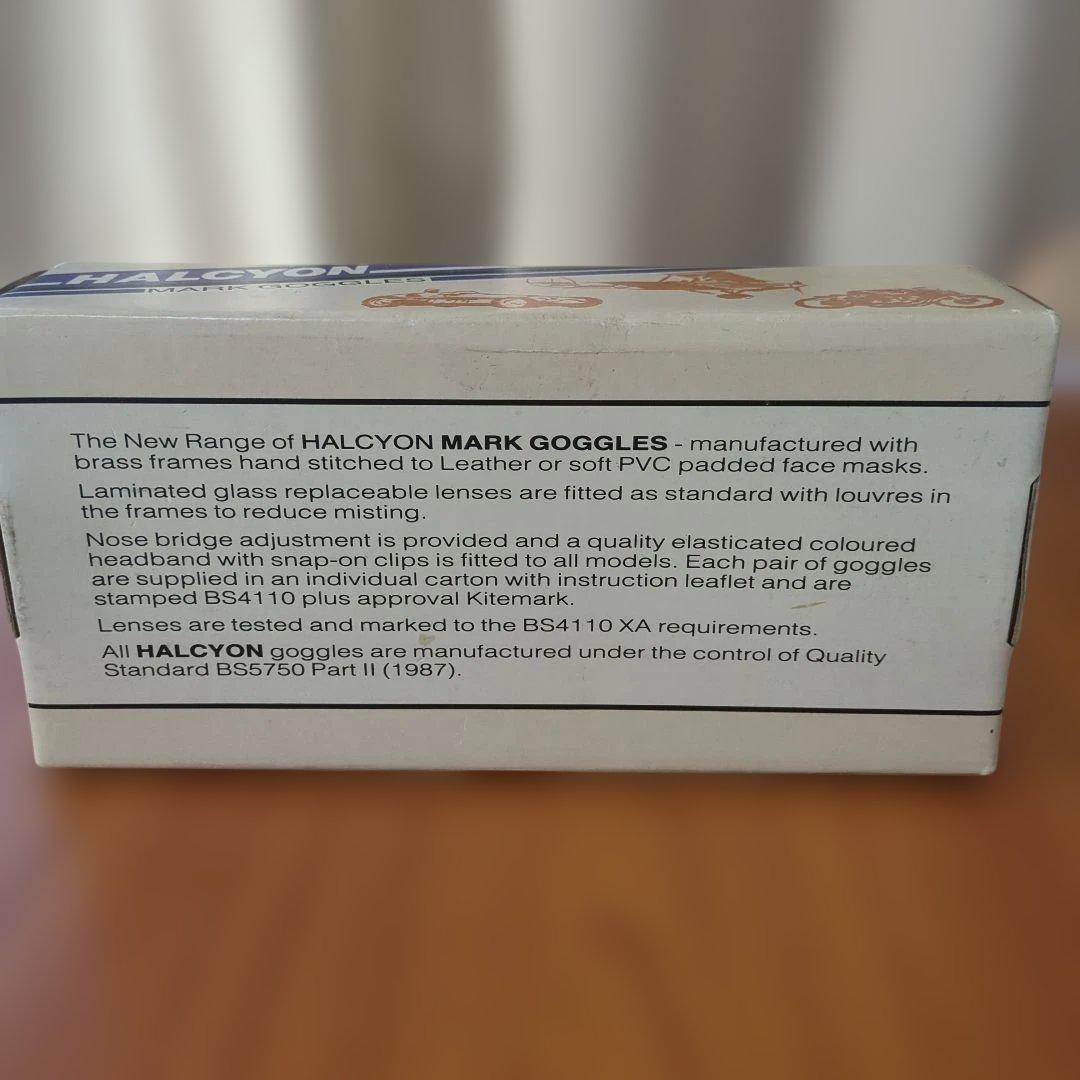 HALCYON
MARK GOGGLES
The New Range of HALCYON MARK GOGGLES - manufactured with
brass frames hand stitched to Leather or soft PVC padded face masks.
Laminated glass replaceable lenses are fitted as standard with louvres in
the frames to reduce misting.
Nose bridge adjustment is provided and a quality elasticated coloured
headband with snap-on clips is fitted to all models. Each pair of goggles
are supplied in an individual carton with instruction leaflet and are
stamped BS4110 plus approval Kitemark.
Lenses are tested and marked to the BS4110 XA requirements.
All HALCYON goggles are manufactured under the control of Quality
Standard BS5750 Part II (1987).